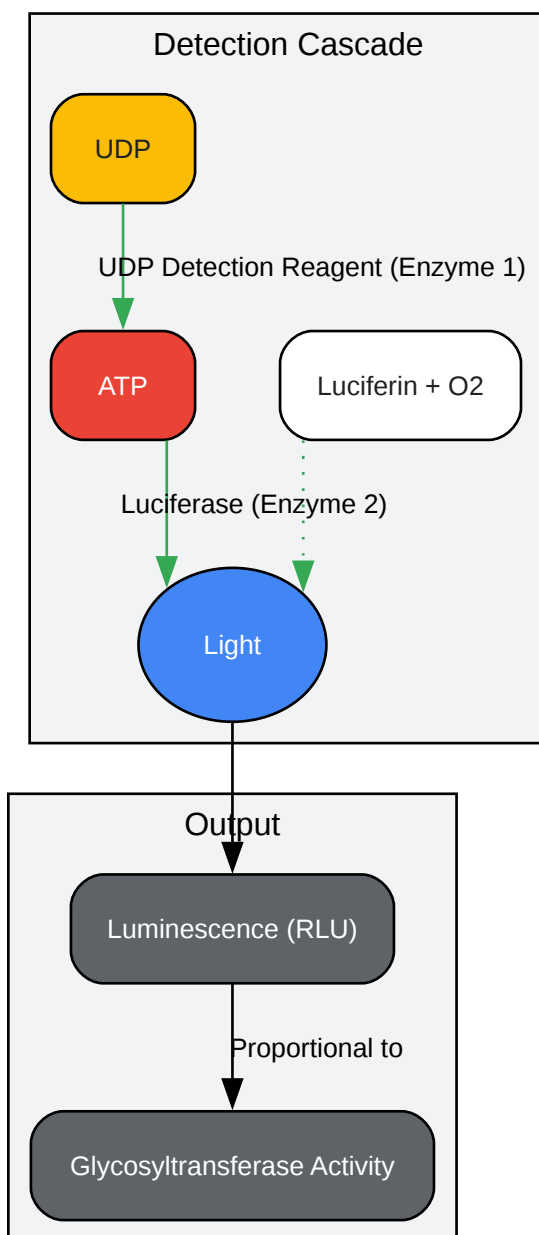 Detection Cascade
UDP
UDP Detection Reagent (Enzyme 1)
ATP
Luciferin + O2
Luciferase (Enzyme 2)
Light
Output
Luminescence (RLU)
Proportional to
Glycosyltransferase Activity